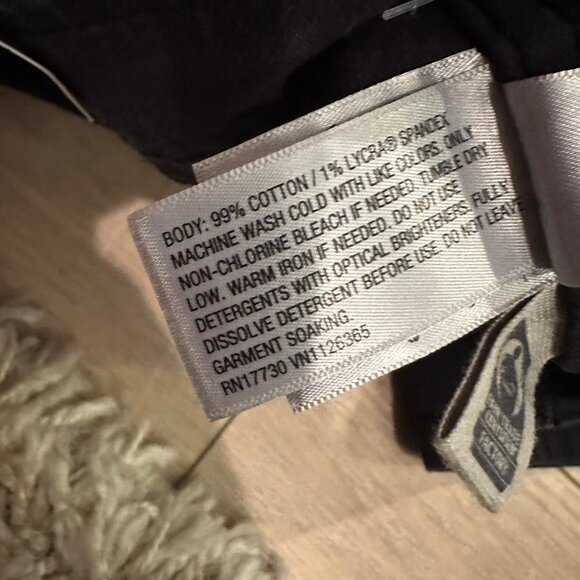 BODY: 99% COTTON / 1% LYCRA® SPANDEX
MACHINE WASH COLD WITH LIKE COLORS. ONLY
NON-CHLORINE BLEACH IF NEEDED. TUMBLE DRY
LOW. WARM IRON IF NEEDED. DO NOT USE
DETERGENTS WITH OPTICAL BRIGHTENERS. FULLY
DISSOLVE DETERGENT BEFORE USE. DO NOT LEAVE
GARMENT SOAKING.
RN17730 VN1126365